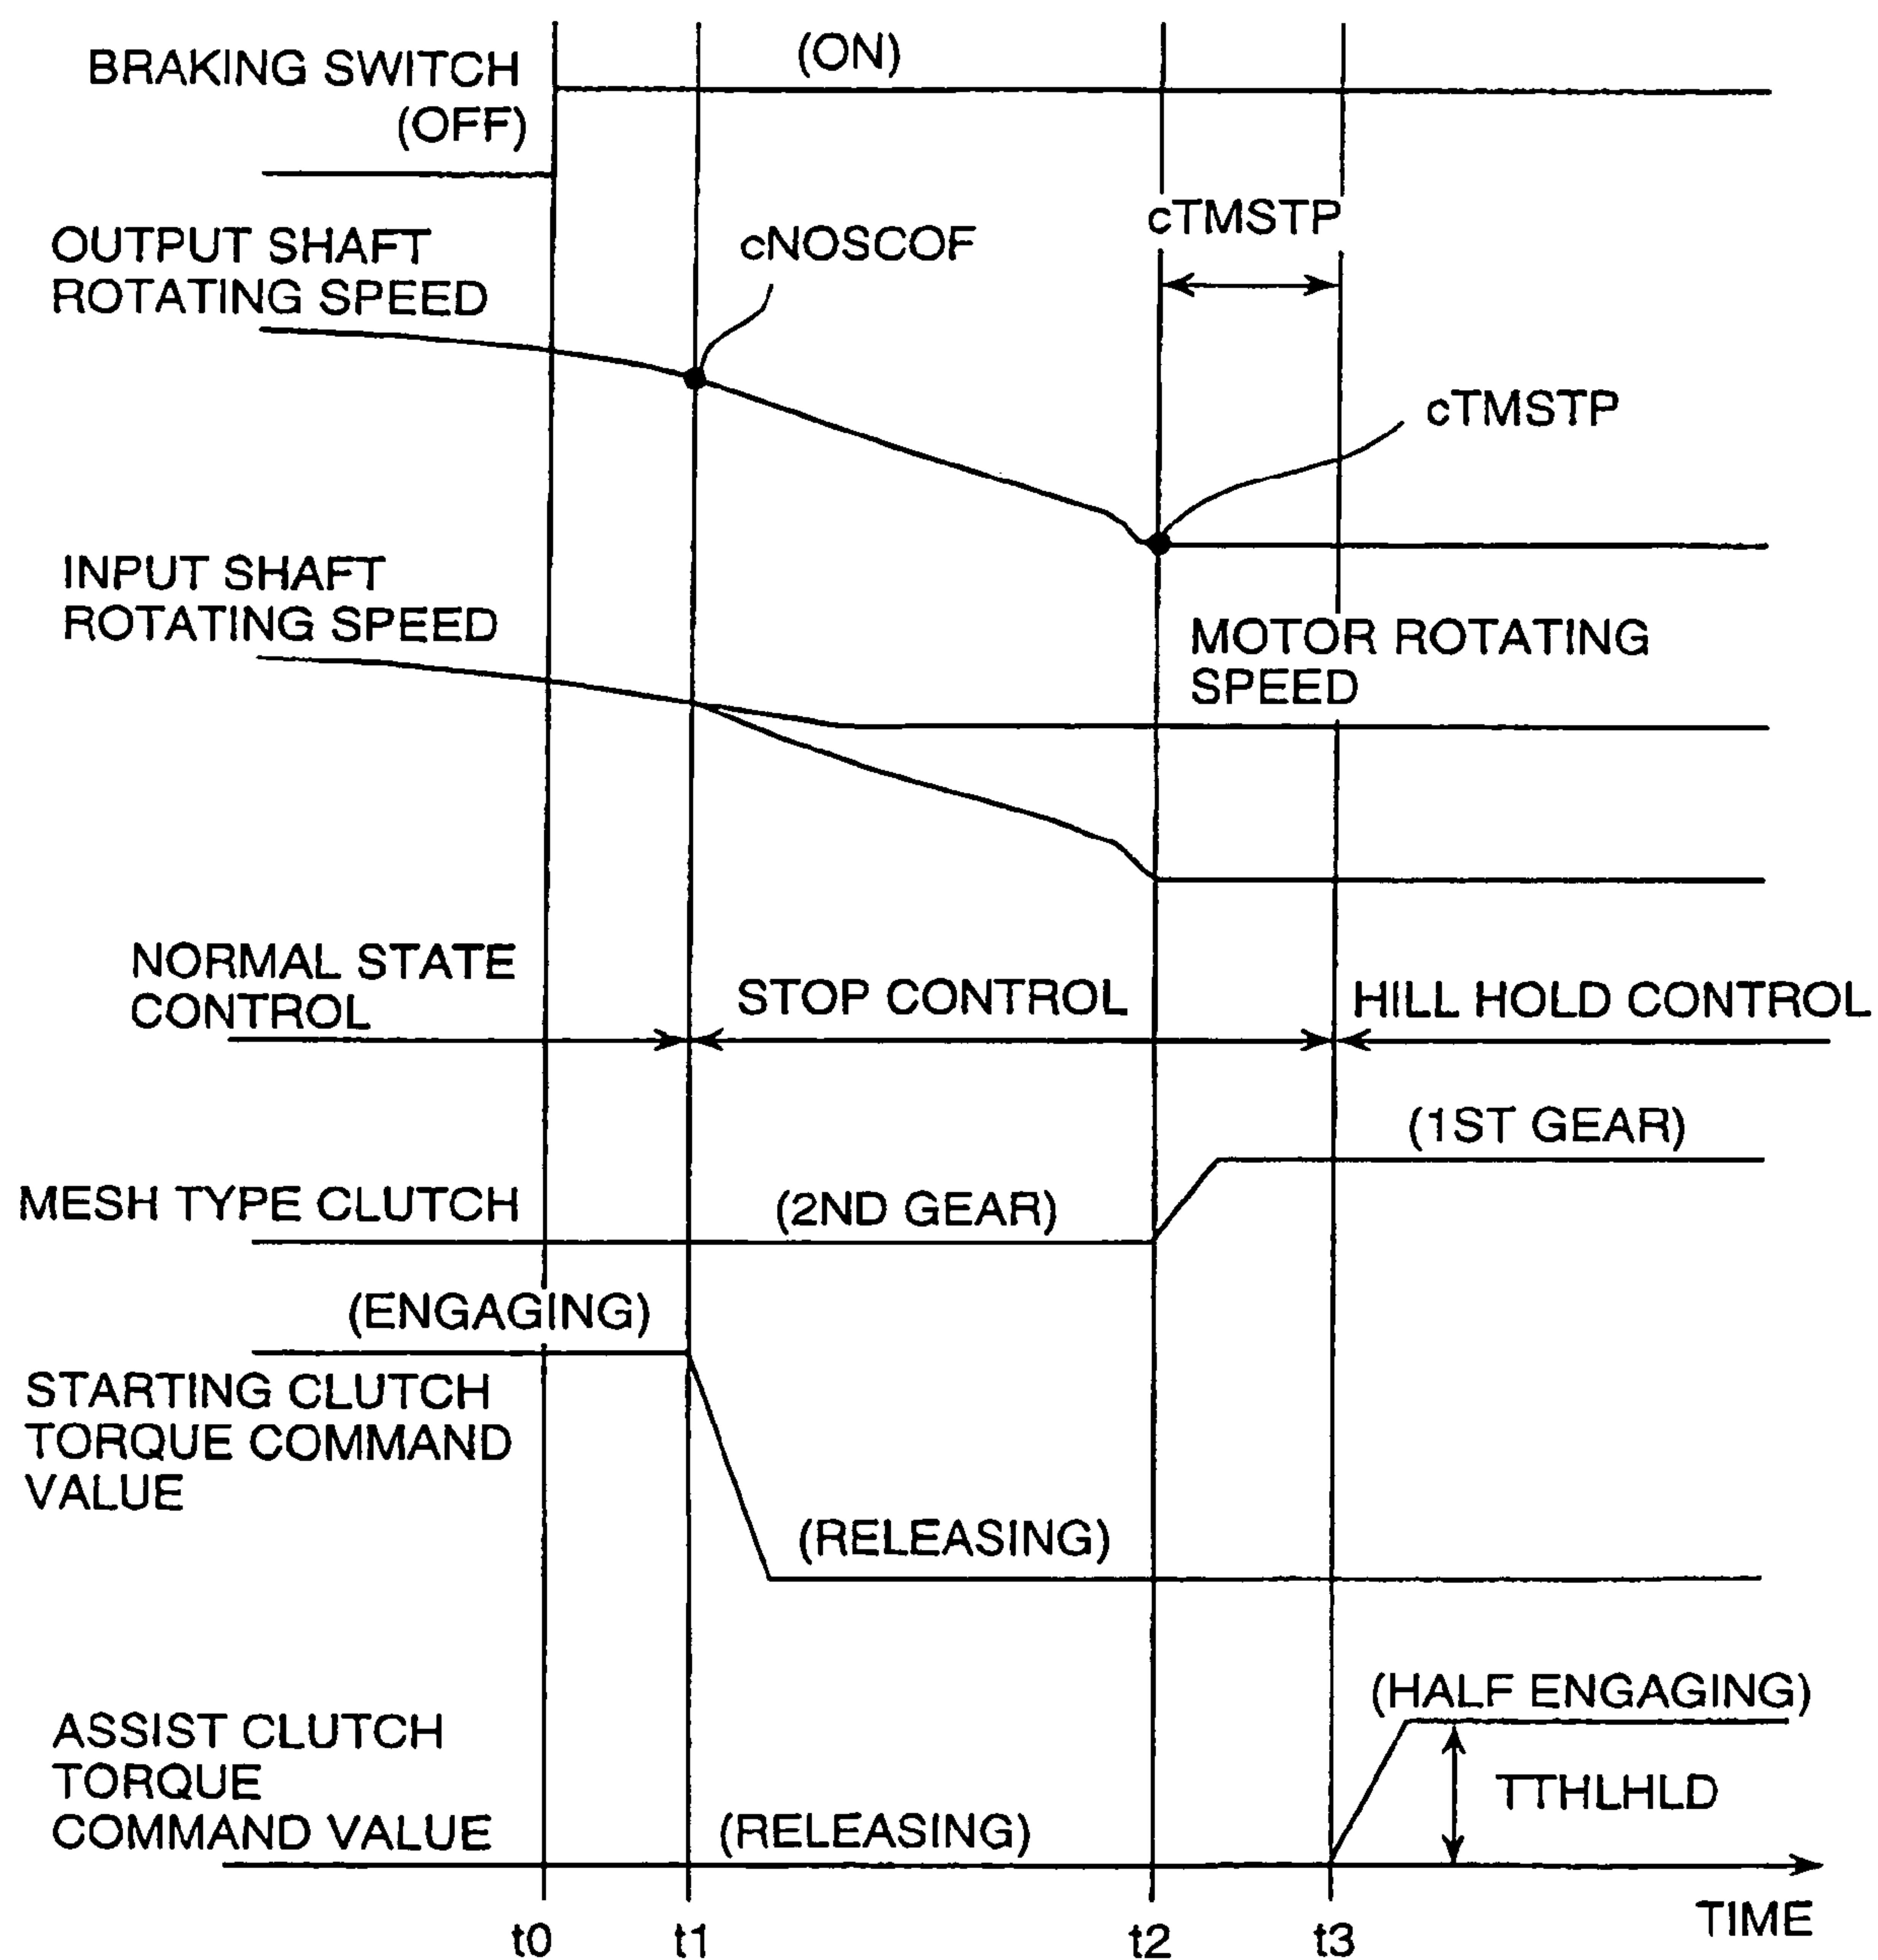 (ON)
BRAKING SWITCH
(OFF)
cTMSTP
OUTPUT SHAFT
ROTATING SPEED
cNOSCOF
cTMSTP
INPUT SHAFT
ROTATING SPEED
MOTOR ROTATING
SPEED
NORMAL STATE
CONTROL
STOP CONTROL
HILL HOLD CONTROL
(1ST GEAR)
MESH TYPE CLUTCH
(2ND GEAR)
(ENGAGING)
STARTING CLUTCH
TORQUE COMMAND
VALUE
(RELEASING)
(HALF ENGAGING)
ASSIST CLUTCH
TORQUE
COMMAND VALUE
TTHLHLD
(RELEASING)
TIME
t0 t1 t2 t3